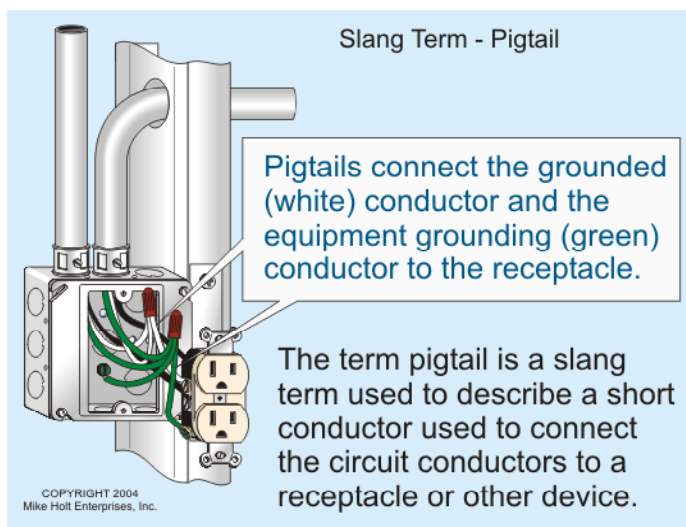 Slang Term - Pigtail
Pigtails connect the grounded
(white) conductor and the
equipment grounding (green)
conductor to the receptacle.
The term pigtail is a slang
term used to describe a short
conductor used to connect
the circuit conductors to a
receptacle or other device.
COPYRIGHT 2004
Mike Holt Enterprises, Inc.